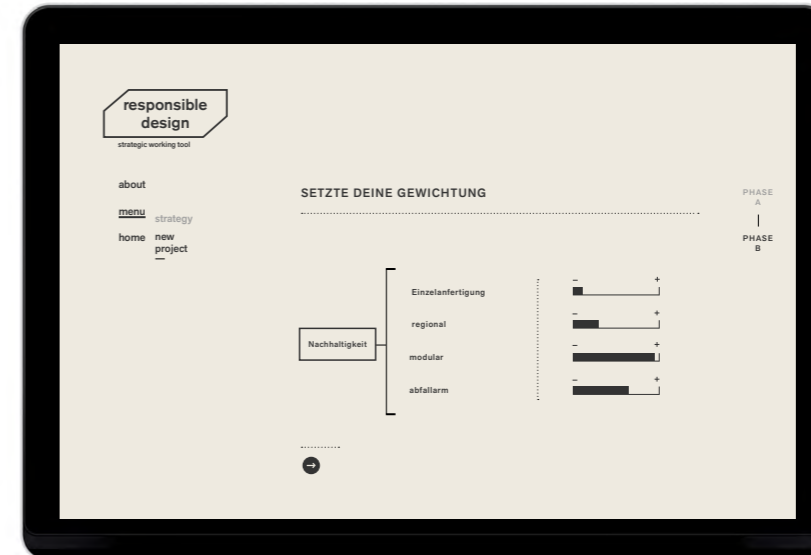 responsible
design
strategic working tool
about
menu
strategy
home
new
project
SETZTE DEINE GEWICHTUNG
PHASE
A
PHASE
B
Nachhaltigkeit
Einzelanfertigung
– +
regional
– +
modular
– +
abfallarm
– +